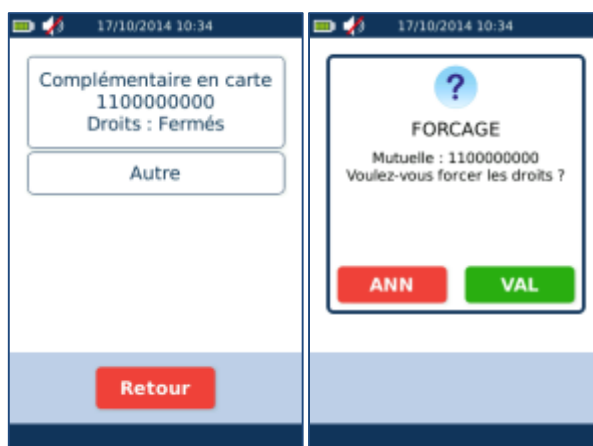 17/10/2014 10:34
Complémentaire en carte
1100000000
Droits : Fermés
Autre
Retour
17/10/2014 10:34
?
FORCAGE
Mutuelle : 1100000000
Voulez-vous forcer les droits ?
ANN
VAL